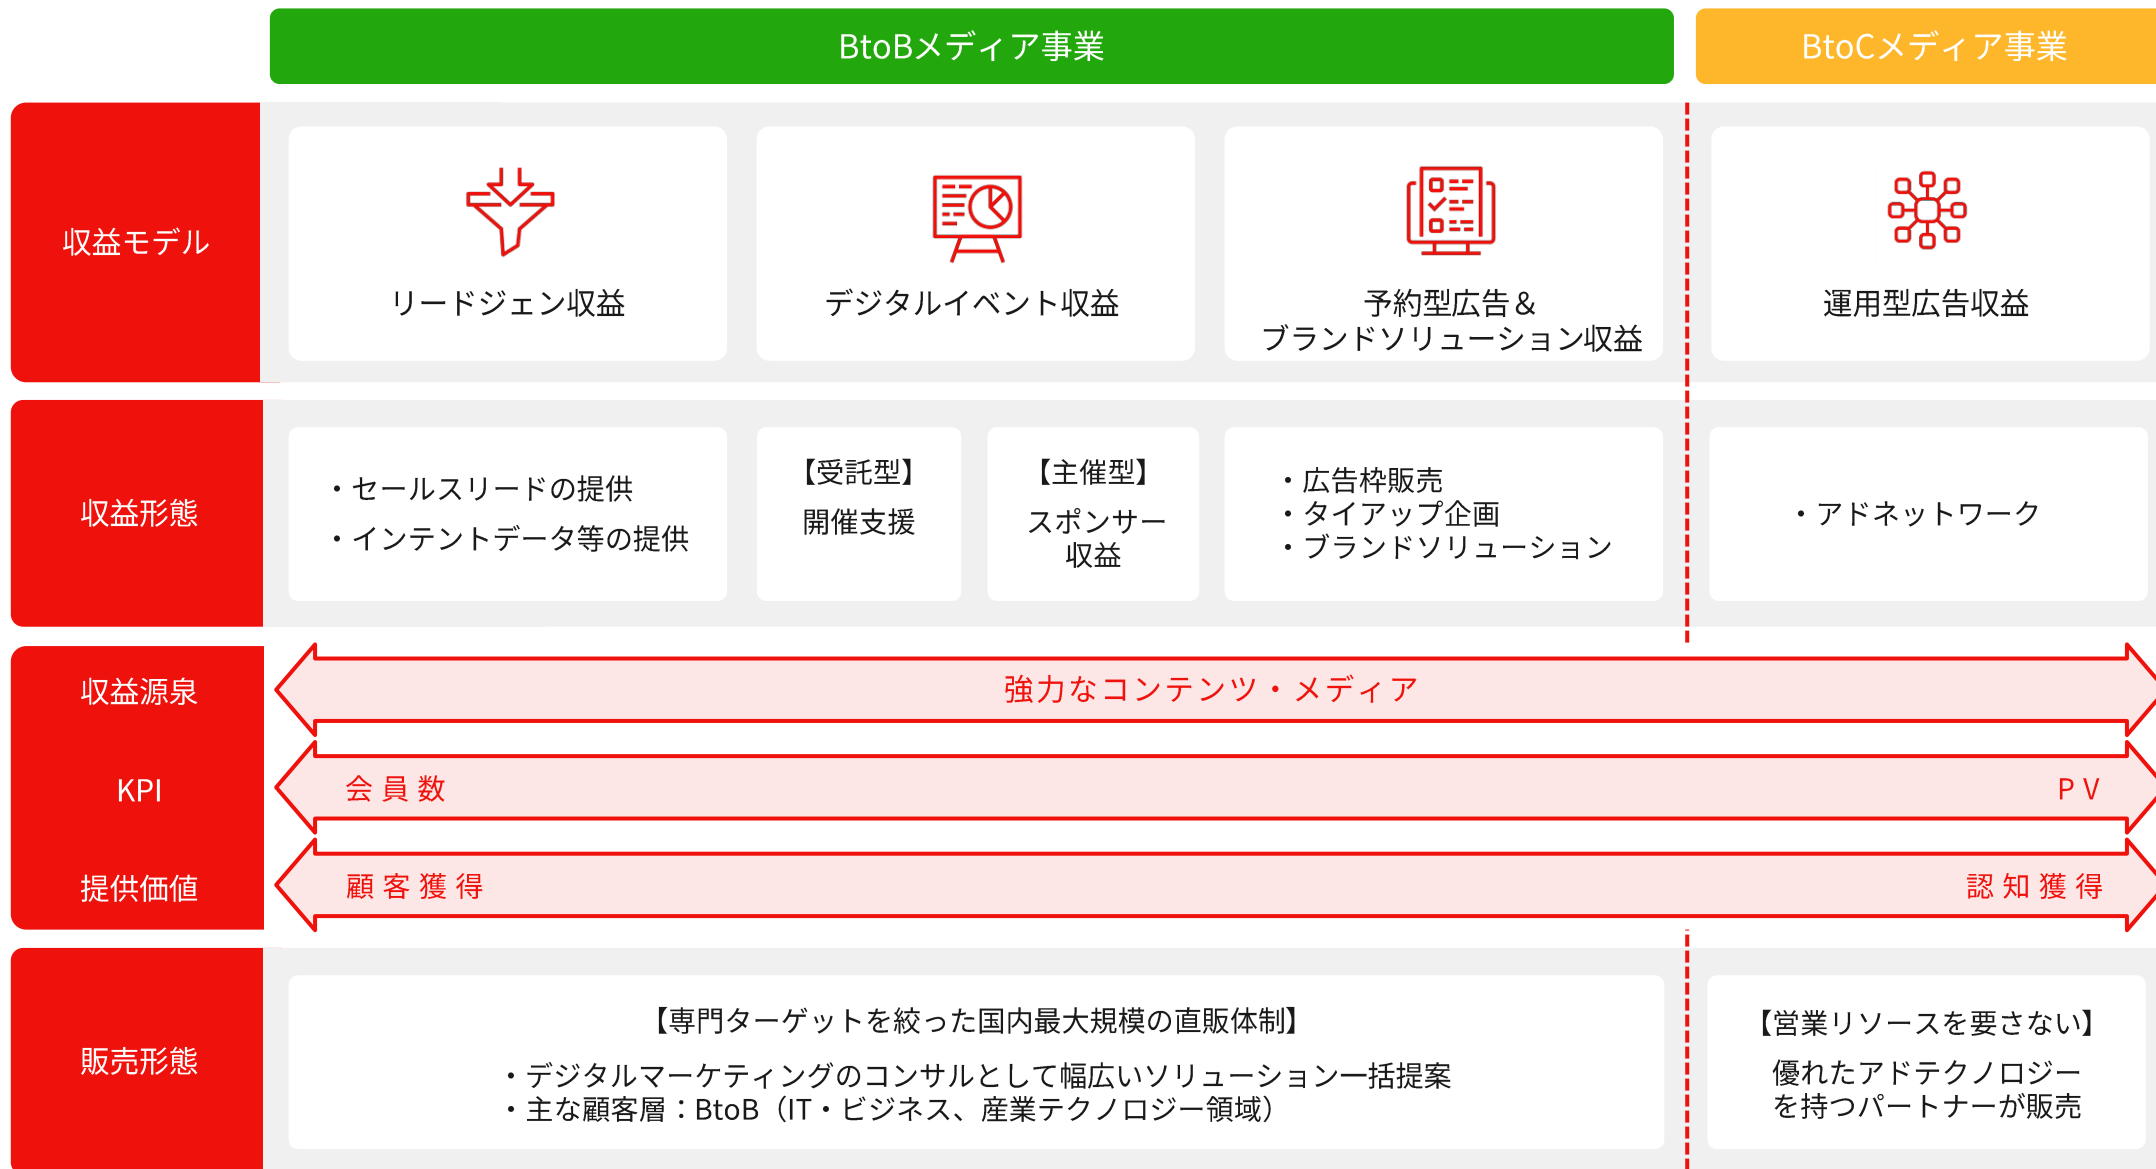 BtoBメディア事業
BtoCメディア事業
収益モデル
リードジェン収益
デジタルイベント収益
予約型広告＆
ブランドソリューション収益
運用型広告収益
収益形態
・セールスリードの提供
・インテントデータ等の提供
【受託型】
開催支援
【主催型】
スポンサー
収益
・広告枠販売
・タイアップ企画
・ブランドソリューション
・アドネットワーク
収益源泉
強力なコンテンツ・メディア
KPI
会員数
PV
提供価値
顧客獲得
認知獲得
販売形態
【専門ターゲットを絞った国内最大規模の直販体制】
・デジタルマーケティングのコンサルとして幅広いソリューション一括提案
・主な顧客層：BtoB（IT・ビジネス、産業テクノロジー領域）
【営業リソースを要さない】
優れたアドテクノロジー
を持つパートナーが販売